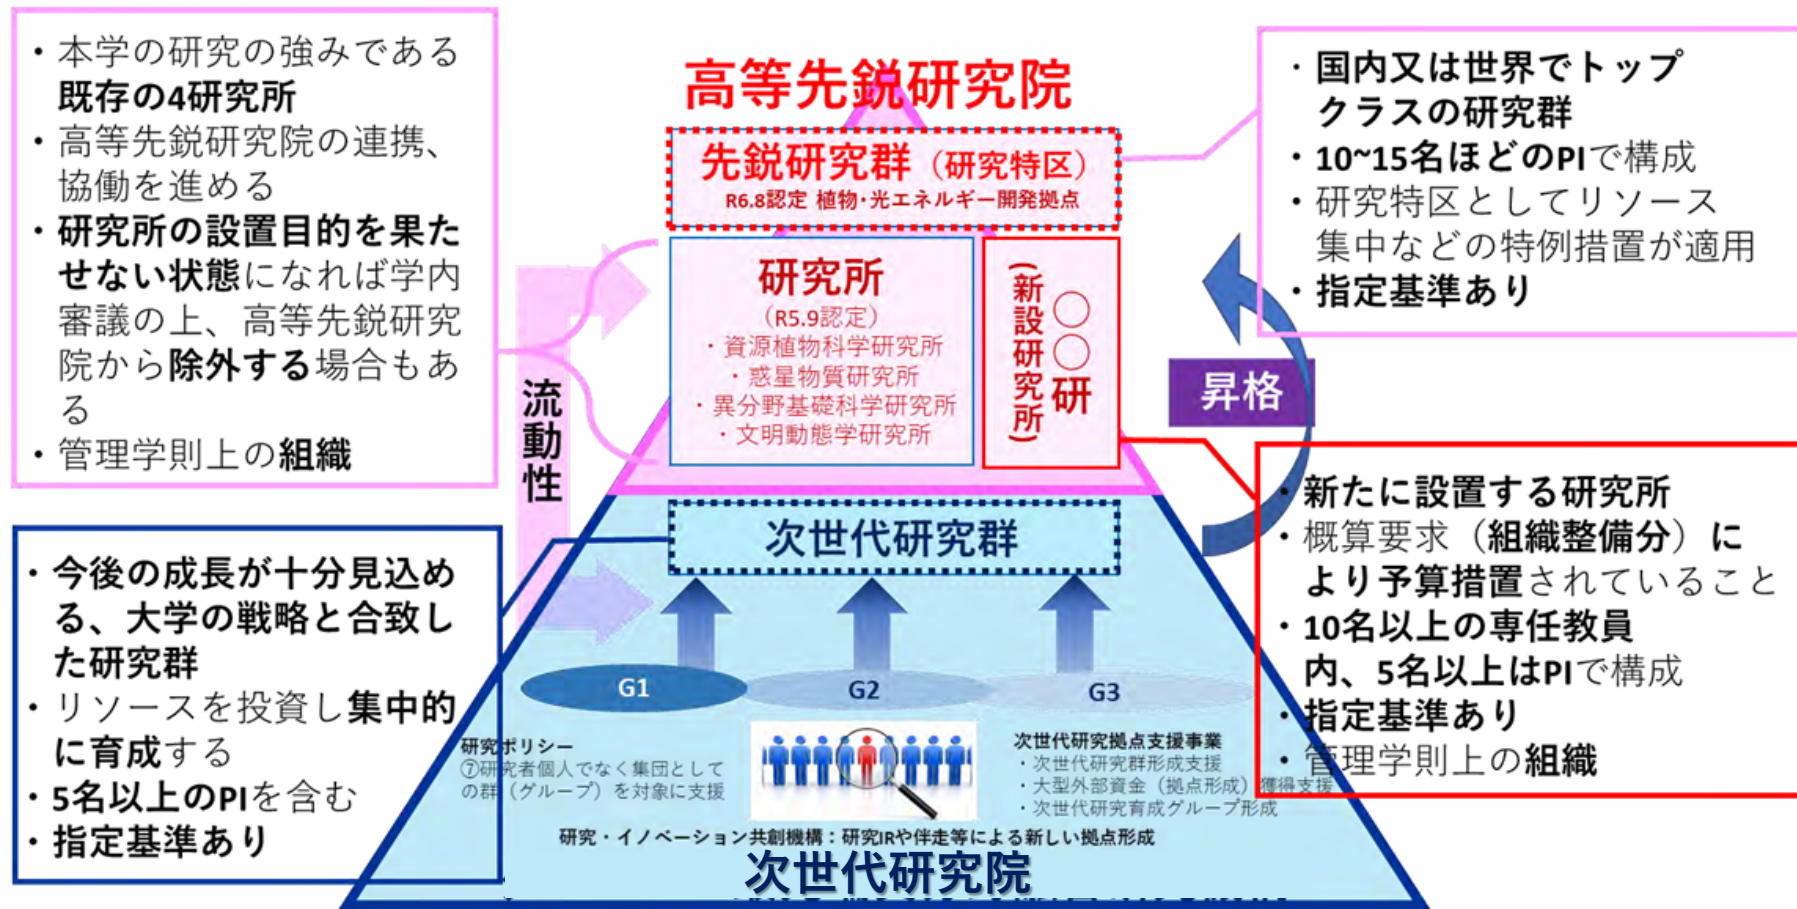 ・本学の研究の強みである
既存の4研究所
・高等先鋭研究院の連携、
協働を進める
・研究所の設置目的を果た
せない状態になれば学内
審議の上、高等先鋭研究
院から除外する場合もあ
る
・管理学則上の組織
・今後の成長が十分見込め
る、大学の戦略と合致し
た研究群
・リソースを投資し集中的
に育成する
・5名以上のPIを含む
・指定基準あり
高等先鋭研究院
先鋭研究群（研究特区）
R6.8認定 植物･光エネルギー開発拠点
研究所
（R5.9認定）
・資源植物科学研究所
・惑星物質研究所
・異分野基礎科学研究所
・文明動態学研究所
〇〇研
(新設研究所)
流動性
昇格
次世代研究群
G1
G2
G3
研究ポリシー
⑦研究者個人でなく集団として
の群（グループ）を対象に支援
次世代研究拠点支援事業
・次世代研究群形成支援
・大型外部資金（拠点形成）獲得支援
・次世代研究育成グループ形成
研究・イノベーション共創機構：研究IRや伴走等による新しい拠点形成
次世代研究院
・国内又は世界でトップ
クラスの研究群
・10~15名ほどのPIで構成
・研究特区としてリソース
集中などの特例措置が適用
・指定基準あり
・新たに設置する研究所
・概算要求（組織整備分）に
より予算措置されていること
・10名以上の専任教員
内、5名以上はPIで構成
・指定基準あり
・管理学則上の組織